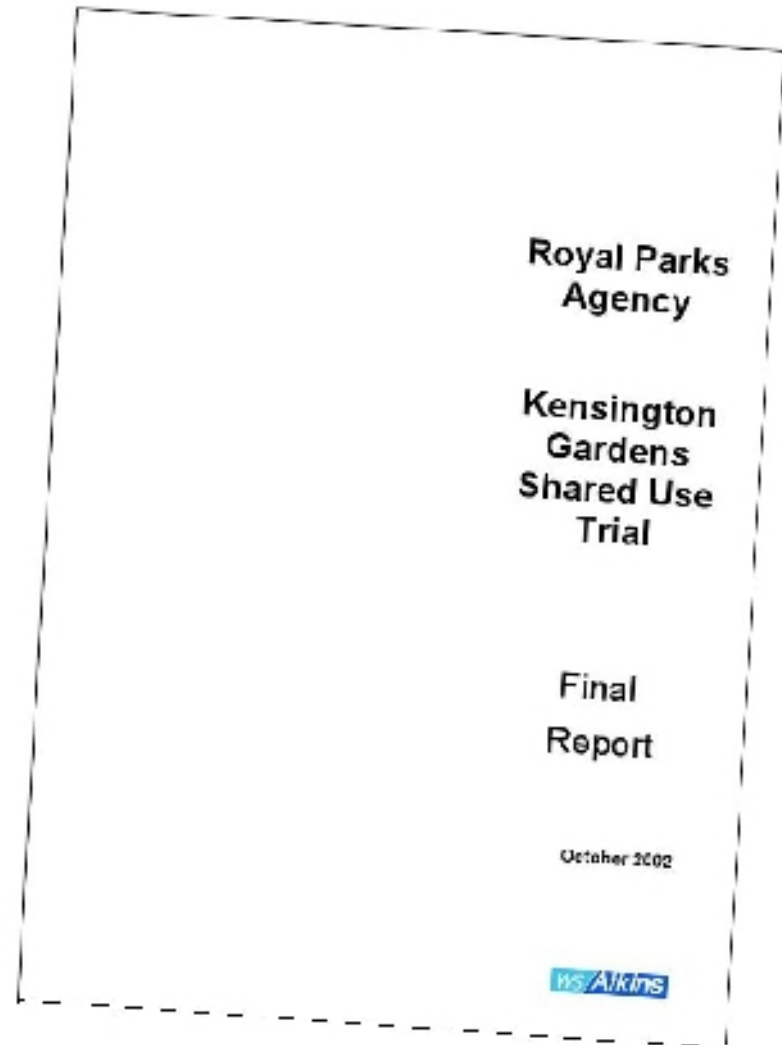 Royal Parks
Agency
Kensington
Gardens
Shared Use
Trial
Final
Report
October 2002
WS/Atkins